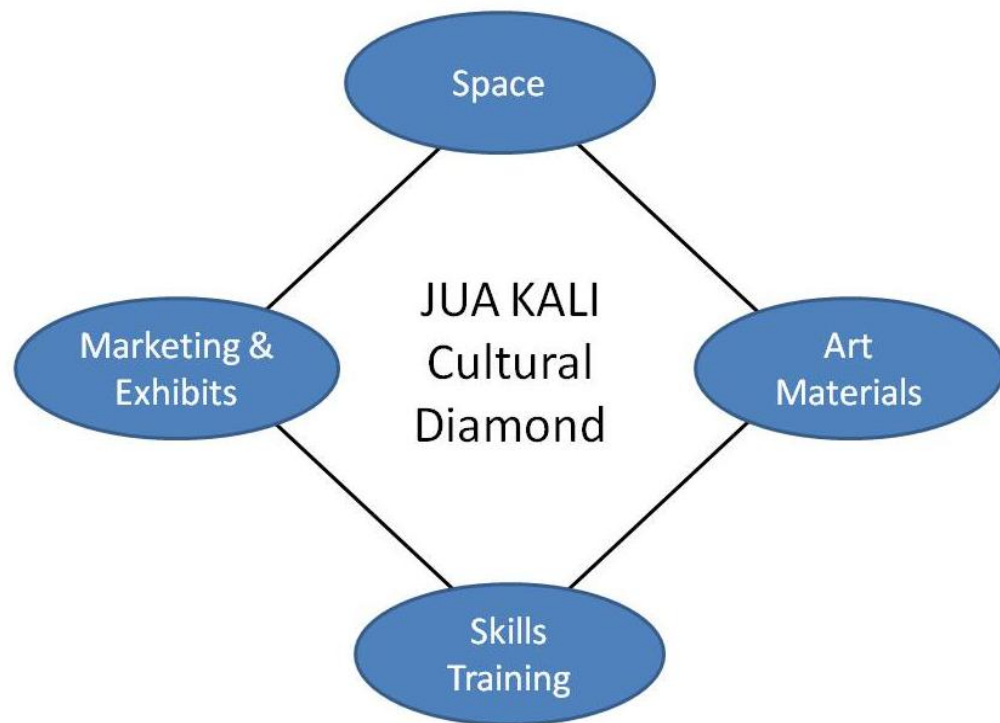 Space
JUA KALI
Cultural
Diamond
Marketing &
Exhibits
Art
Materials
Skills
Training